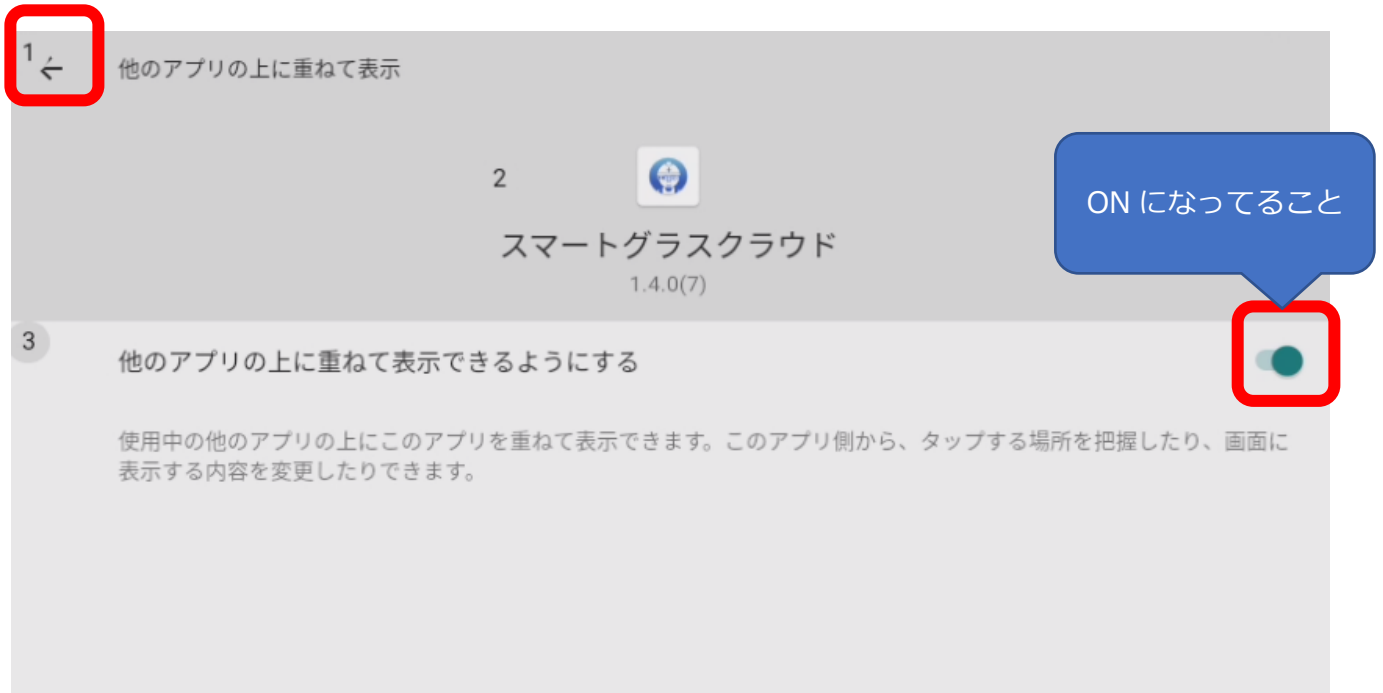 1
他のアプリの上に重ねて表示
2
ON になってること
スマートグラスクラウド
1.4.0(7)
3
他のアプリの上に重ねて表示できるようにする
使用中の他のアプリの上にこのアプリを重ねて表示できます。このアプリ側から、タップする場所を把握したり、画面に
表示する内容を変更したりできます。